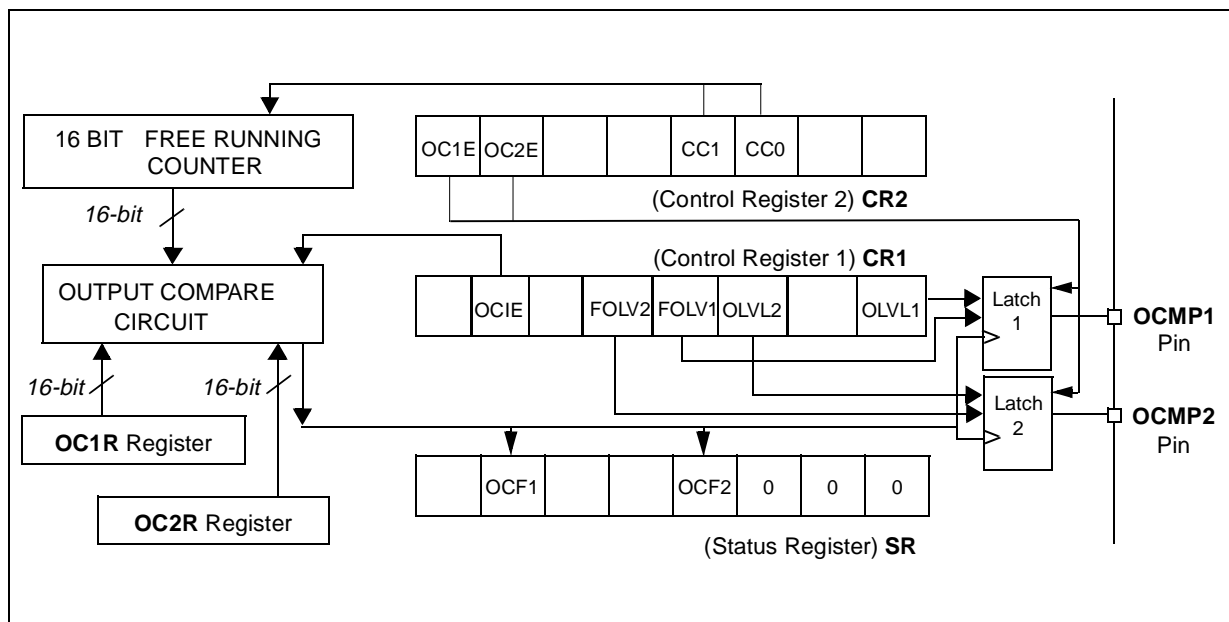 16 BIT FREE RUNNING
COUNTER
OC1E OC2E CC1 CC0
(Control Register 2) CR2
16-bit
(Control Register 1) CR1
OUTPUT COMPARE
CIRCUIT
OCIE FOLV2 FOLV1 OLVL2 OLVL1
Latch
1
OCMP1
Pin
16-bit
16-bit
Latch
2
OCMP2
Pin
OC1R Register
OCF1 OCF2 0 0 0
OC2R Register
(Status Register) SR